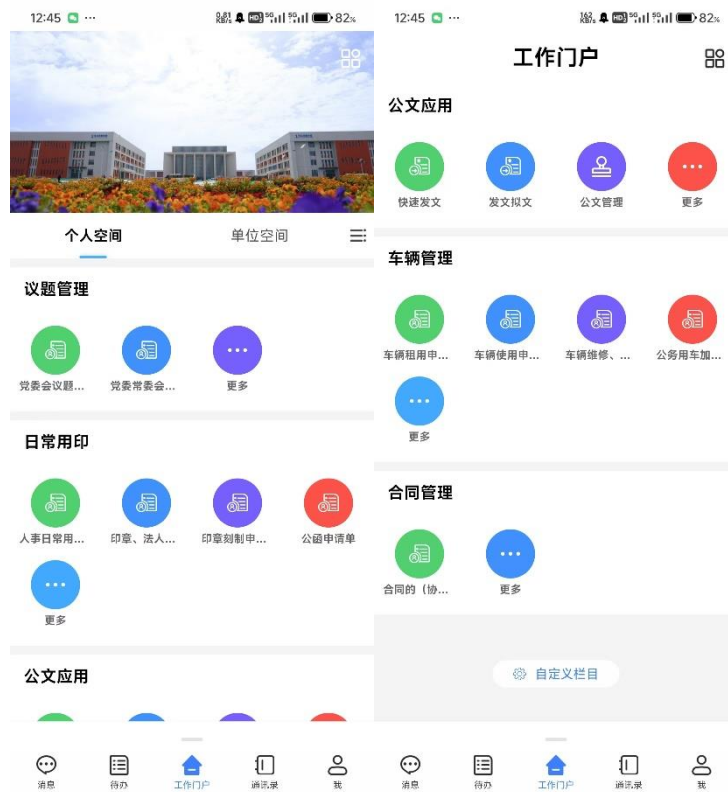 12:45 ... 82%
个人空间 单位空间
议题管理
党委会议题... 党委常委会... 更多
日常用印
人事日常用... 印章、法人... 印章刻制申... 公函申请单
更多
公文应用
消息 待办 工作门户 通讯录 我
12:45 ... 82%
工作门户
公文应用
快速发文 发文拟文 公文管理 更多
车辆管理
车辆租用申... 车辆使用申... 车辆维修、... 公务用车加...
更多
合同管理
合同的（协... 更多
自定义栏目
消息 待办 工作门户 通讯录 我